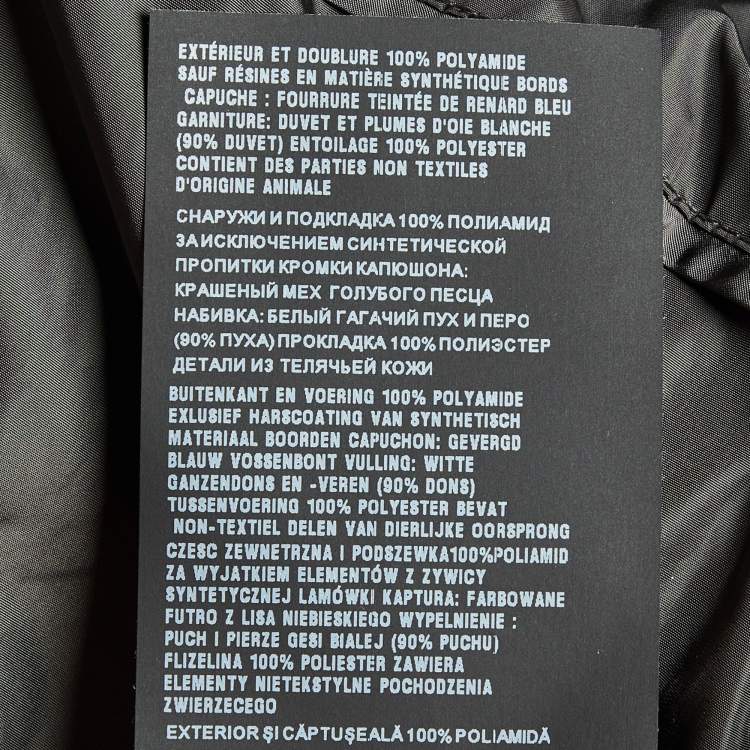 EXTÉRIEUR ET DOUBLURE 100% POLYAMIDE
SAUF RÉSINES EN MATIÈRE SYNTHÉTIQUE BORDS
CAPUCHE : FOURRURE TEINTÉE DE RENARD BLEU
GARNITURE: DUVET ET PLUMES D'OIE BLANCHE
(90% DUVET) ENTOILAGE 100% POLYESTER
CONTIENT DES PARTIES NON TEXTILES
D'ORIGINE ANIMALE
СНАРУЖИ И ПОДКЛАДКА 100% ПОЛИАМИД
ЗА ИСКЛЮЧЕНИЕМ СИНТЕТИЧЕСКОЙ
ПРОПИТКИ КРОМКИ КАПЮШОНА:
КРАШЕНЫЙ МЕХ ГОЛУБОГО ПЕСЦА
НАБИВКА: БЕЛЫЙ ГАГАЧИЙ ПУХ И ПЕРО
(90% ПУХА) ПРОКЛАДКА 100% ПОЛИЭСТЕР
ДЕТАЛИ ИЗ ТЕЛЯЧЬЕЙ КОЖИ
BUITENKANT EN VOERING 100% POLYAMIDE
EXLUSIEF HARSCOATING VAN SYNTHETISCH
MATERIAAL BOORDEN CAPUCHON: GEVERGD
BLAUW VOSSENBONT VULLING: WITTE
GANZENDONS EN -VEREN (90% DONS)
TUSSENVOERING 100% POLYESTER BEVAT
NON-TEXTIEL DELEN VAN DIERLIJKE OORSPRONG
CZESC ZEWNETRZNA I PODSZEWKA100%POLIAMID
ZA WYJATKIEM ELEMENTÓW Z ZYWICY
SYNTETYCZNEJ LAMÓWKI KAPTURA: FARBOWANE
FUTRO Z LISA NIEBIESKIEGO WYPELNIENIE :
PUCH I PIERZE GESI BIALEJ (90% PUCHU)
FLIZELINA 100% POLIESTER ZAWIERA
ELEMENTY NIETEKSTYLNE POCHODZENIA
ZWIERZECEGO
EXTERIOR ȘI CĂPTUȘEALĂ 100% POLIAMIDĂ